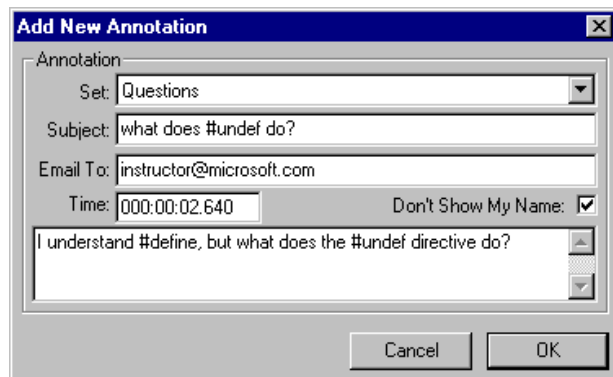 Add New Annotation
Annotation
Set: Questions
Subject: what does #undef do?
Email To: instructor@microsoft.com
Time: 000:00:02.640 Don't Show My Name:
I understand #define, but what does the #undef directive do?
Cancel OK